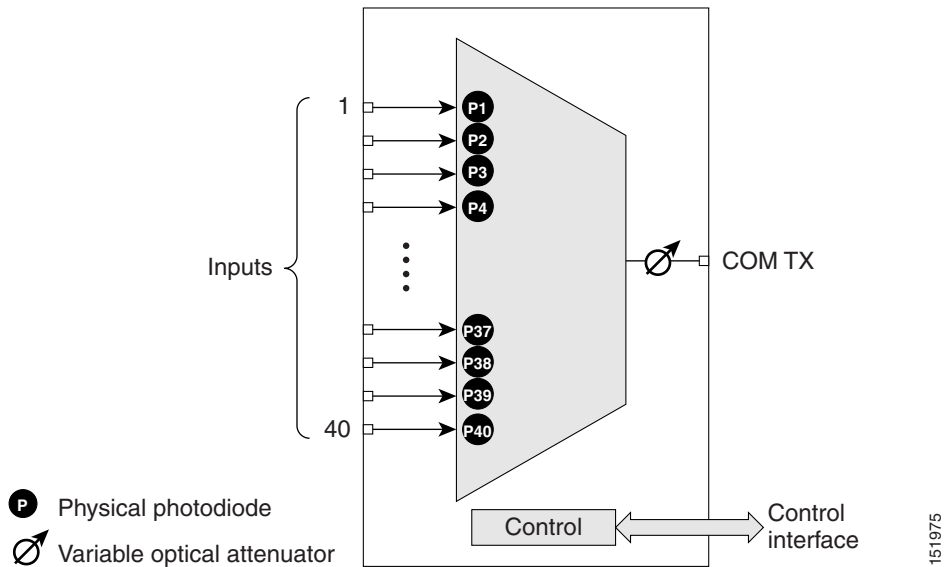 1
P1
P2
P3
P4
Inputs
COM TX
P37
P38
P39
40
P40
P Physical photodiode
Variable optical attenuator
Control
Control
interface
151975